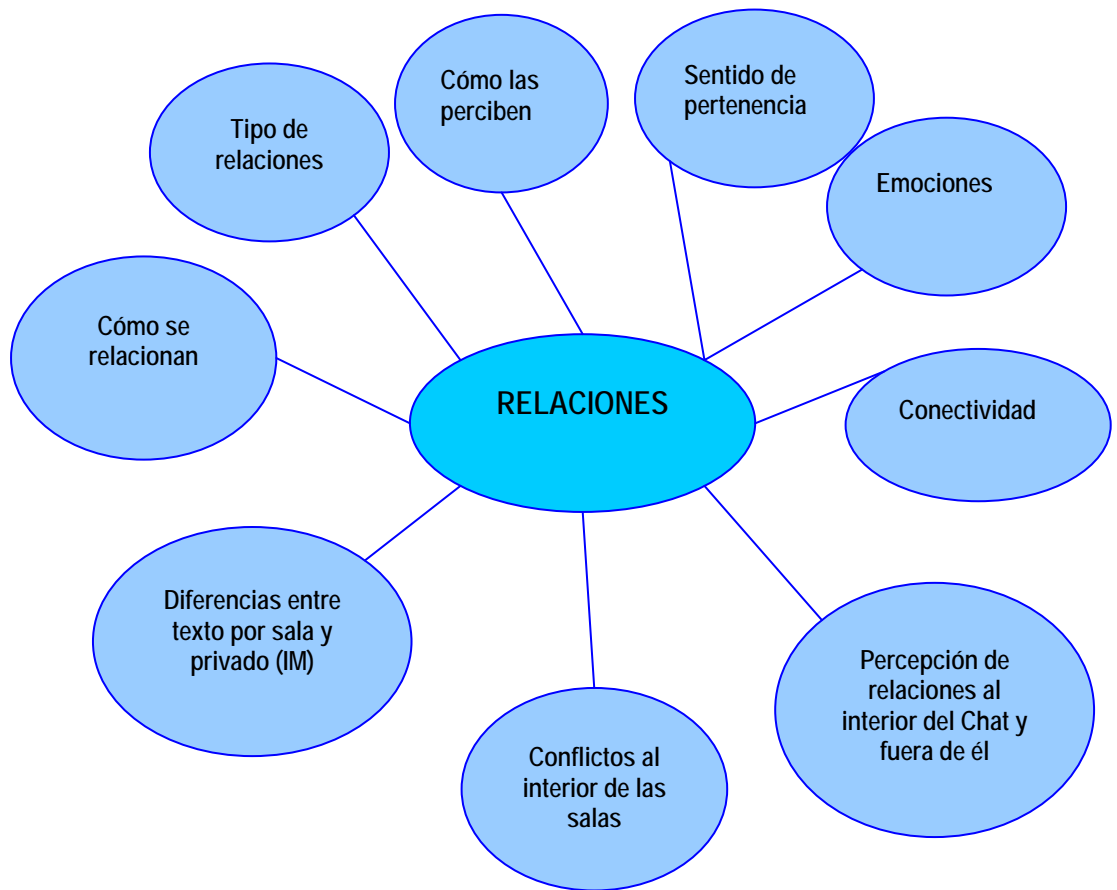 Cómo las
perciben
Sentido de
pertenencia
Tipo de
relaciones
Emociones
Cómo se
relacionan
RELACIONES
Conectividad
Diferencias entre
texto por sala y
privado (IM)
Percepción de
relaciones al
interior del Chat y
fuera de él
Conflictos al
interior de las
salas